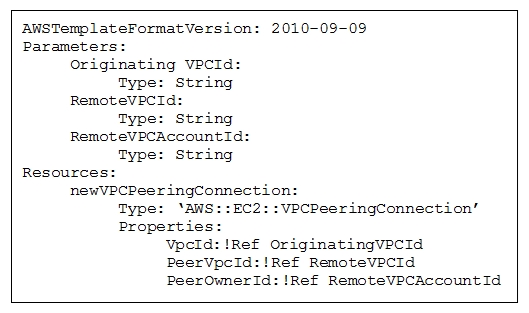 AWSTemplateFormatVersion: 2010-09-09
Parameters:
Originating VPCId:
Type: String
RemoteVPCId:
Type: String
RemoteVPCAccountId:
Type: String
Resources:
newVPCPeeringConnection:
Type: ‘AWS::EC2::VPCPeeringConnection’
Properties:
VpcId:!Ref OriginatingVPCId
PeerVpcId:!Ref RemoteVPCId
PeerOwnerId:!Ref RemoteVPCAccountId